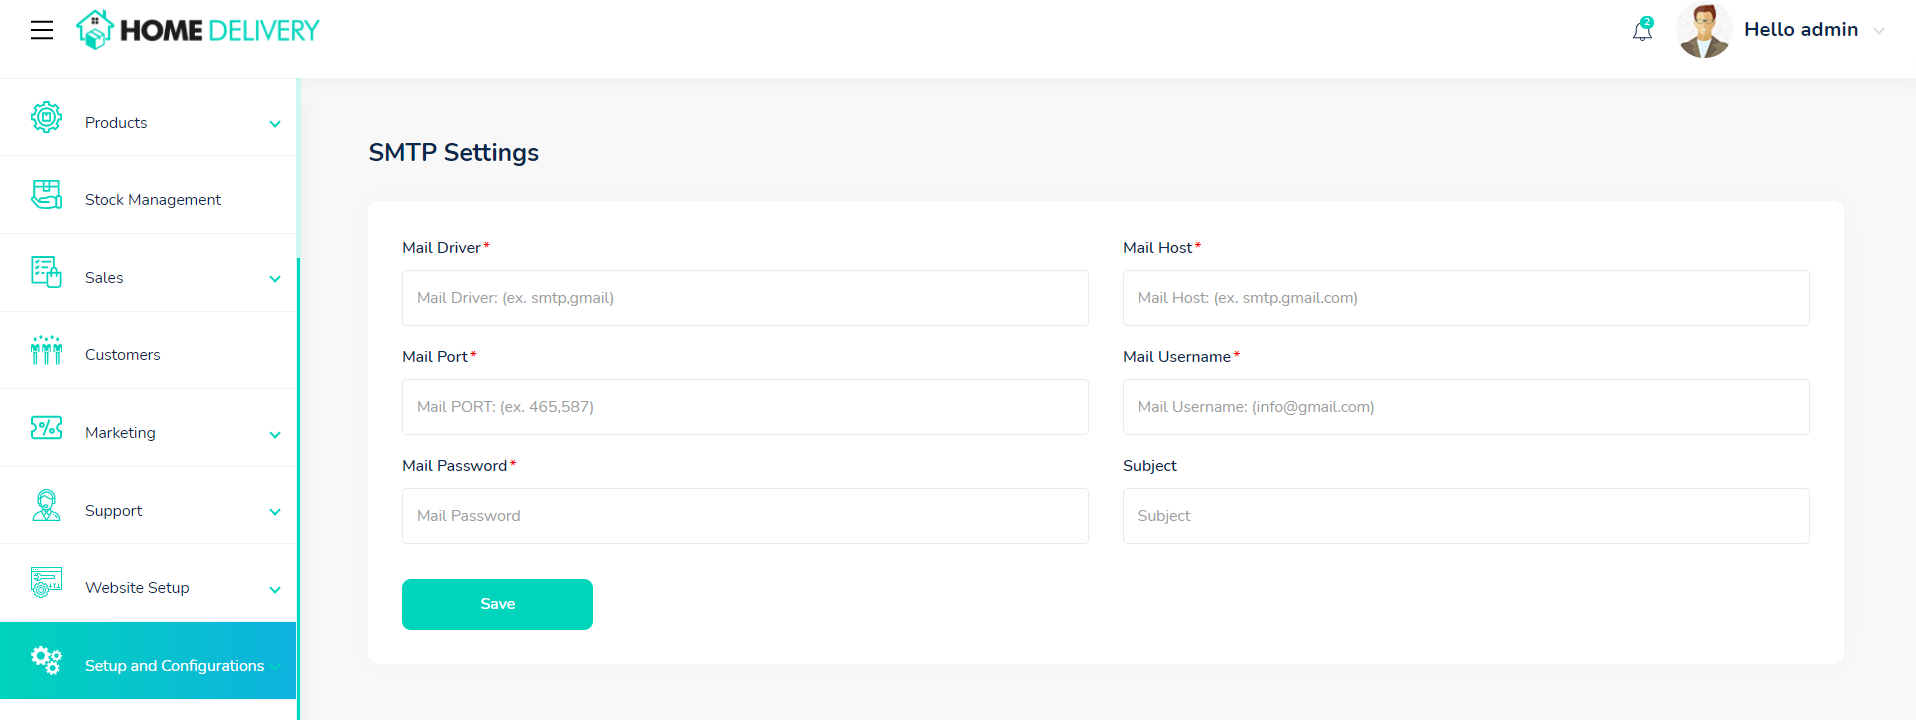 HOME DELIVERY
2
Hello admin
Products
Stock Management
Sales
Customers
Marketing
Support
Website Setup
Setup and Configurations
SMTP Settings
Mail Driver*
Mail Host*
Mail Driver: (ex. smtp,gmail)
Mail Host: (ex. smtp.gmail.com)
Mail Port*
Mail Username*
Mail PORT: (ex. 465,587)
Mail Username: (info@gmail.com)
Mail Password*
Subject
Mail Password
Subject
Save